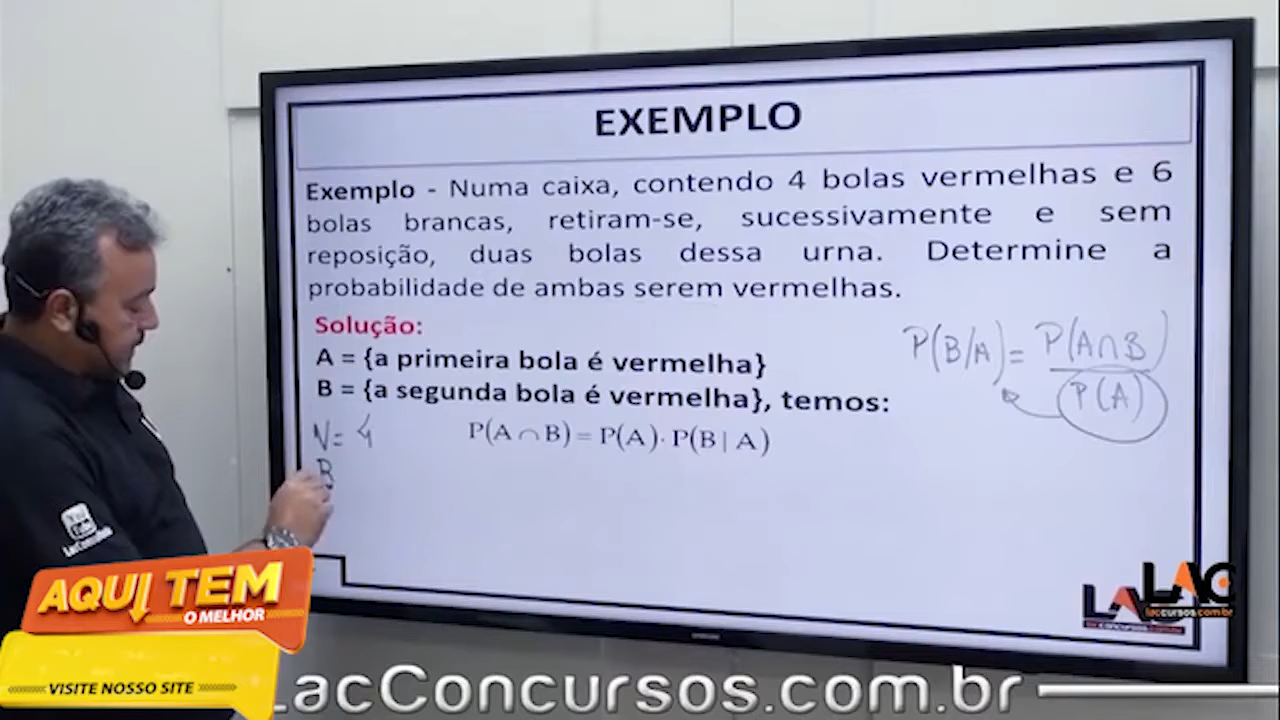 EXEMPLO
Exemplo - Numa caixa, contendo 4 bolas vermelhas e 6
bolas brancas, retiram-se, sucessivamente e sem
reposição, duas bolas dessa urna. Determine a
probabilidade de ambas serem vermelhas.
Solução:
A = {a primeira bola é vermelha}
B = {a segunda bola é vermelha}, temos:
P(B/A) = P(A∩B)
P(A)
V= 4
P(A ∩ B) = P(A) · P(B | A)
B
LacConcursos
AQUI TEM
O MELHOR
VISITE NOSSO SITE
LAC
laccursos.com.br
LacConcursos.com.br